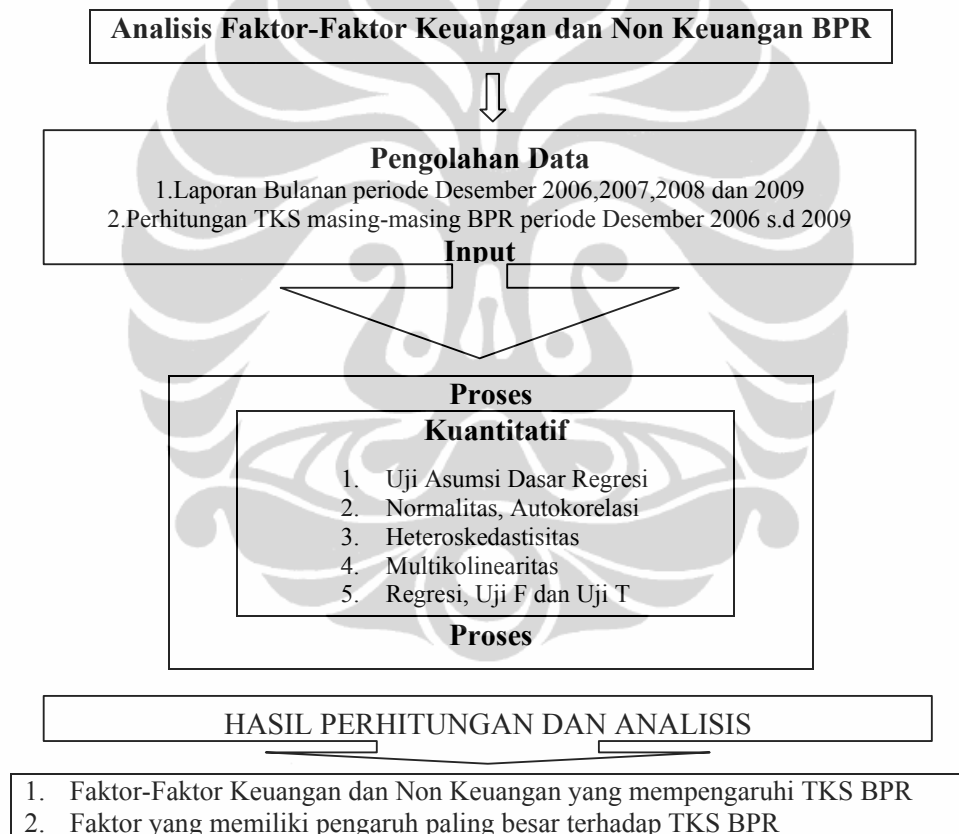 Analisis Faktor-Faktor Keuangan dan Non Keuangan BPR
Pengolahan Data
1.Laporan Bulanan periode Desember 2006,2007,2008 dan 2009
2.Perhitungan TKS masing-masing BPR periode Desember 2006 s.d 2009
Input
Proses
Kuantitatif
1. Uji Asumsi Dasar Regresi
2. Normalitas, Autokorelasi
3. Heteroskedastisitas
4. Multikolinearitas
5. Regresi, Uji F dan Uji T
Proses
HASIL PERHITUNGAN DAN ANALISIS
1. Faktor-Faktor Keuangan dan Non Keuangan yang mempengaruhi TKS BPR
2. Faktor yang memiliki pengaruh paling besar terhadap TKS BPR